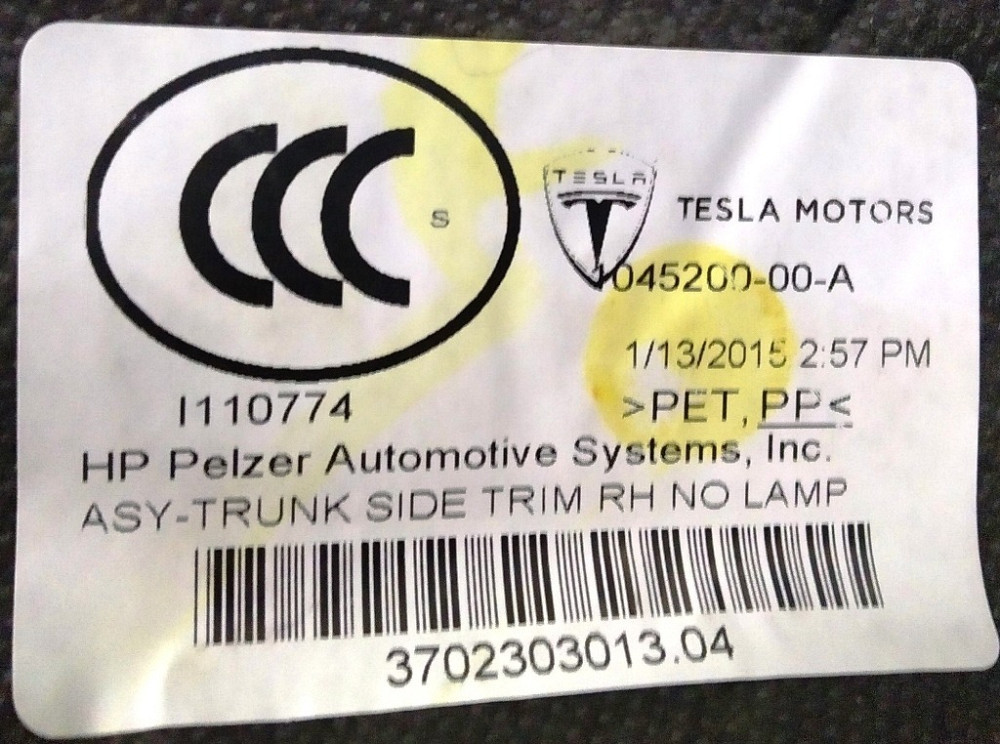 CCC S
TESLA
TESLA MOTORS
1045200-00-A
1/13/2015 2:57 PM
>PET, PP<
I110774
HP Pelzer Automotive Systems, Inc.
ASY-TRUNK SIDE TRIM RH NO LAMP
3702303013.04